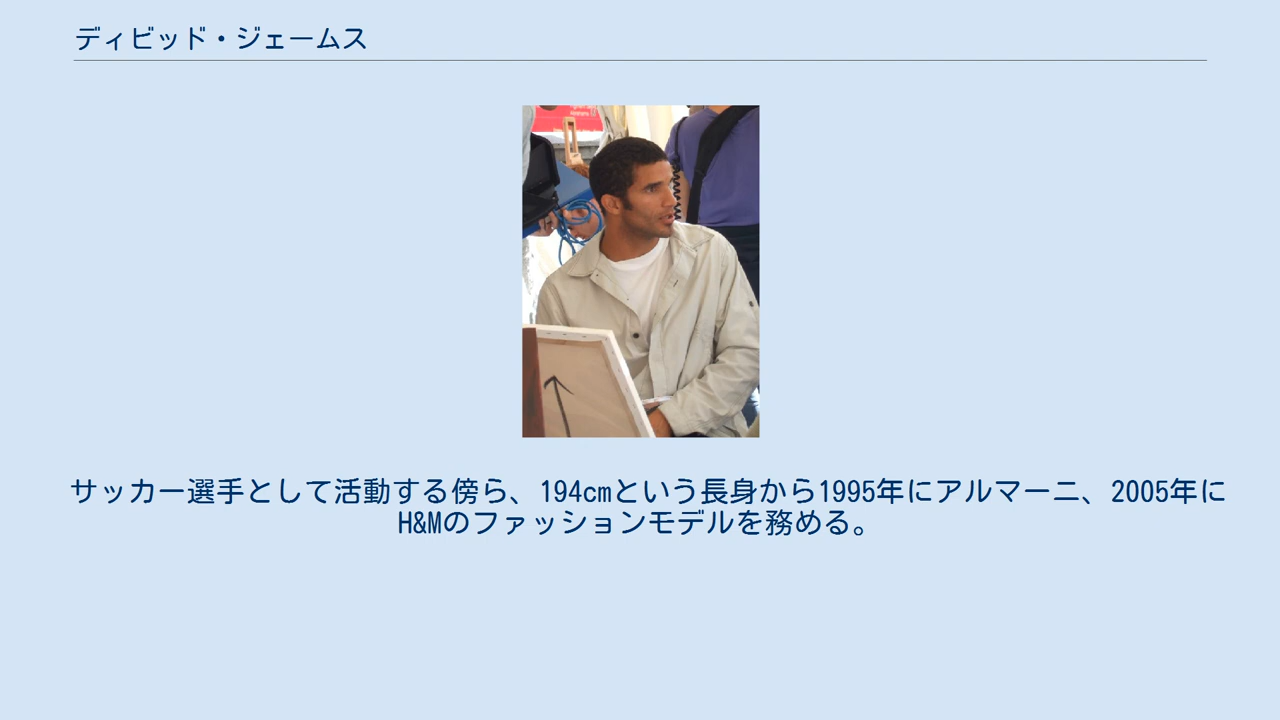 ディビッド・ジェームス
サッカー選手として活動する傍ら、194cmという長身から1995年にアルマーニ、2005年に
H&Mのファッションモデルを務める。